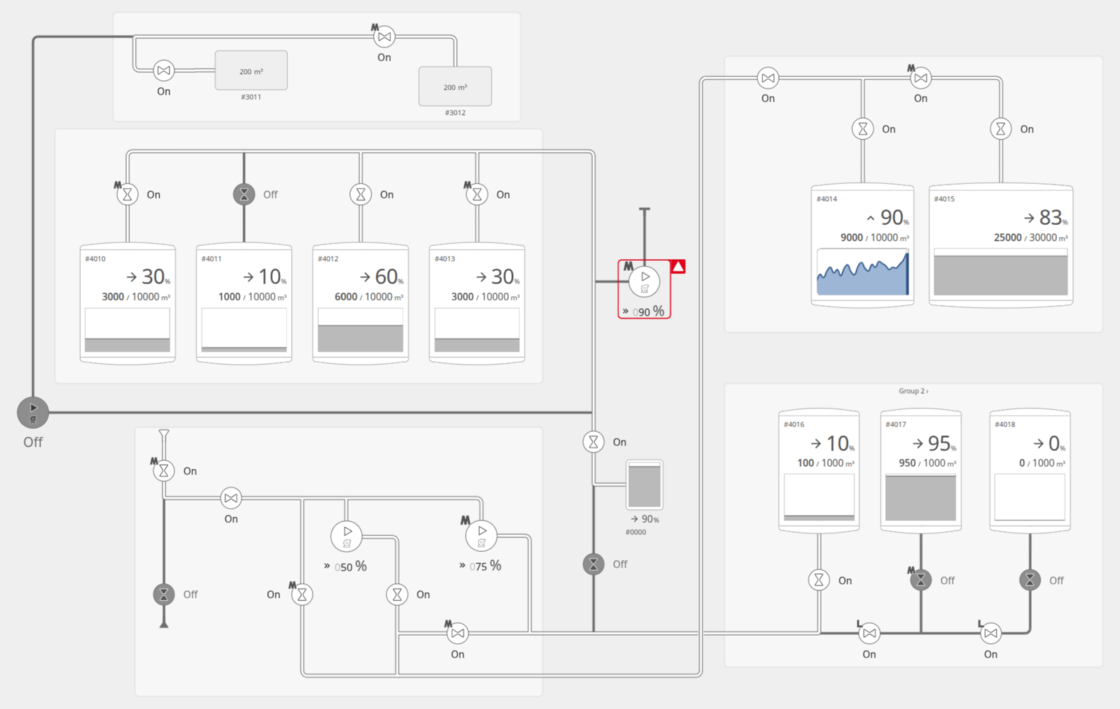 M
On
200 m³
#3011
On
200 m³
#3012
M
On
Off
On
M
On
#4010
→ 30%
3000 / 10000 m³
#4011
→ 10%
1000 / 10000 m³
#4012
→ 60%
6000 / 10000 m³
#4013
→ 30%
3000 / 10000 m³
M
» 090 %
On
M
On
On
On
#4014
^ 90%
9000 / 10000 m³
#4015
→ 83%
25000 / 30000 m³
Off
On
→ 90%
#0000
Off
M
On
On
M
» 050 %
» 075 %
Off
M
On
On
M
On
Group 2 ›
#4016
→ 10%
100 / 1000 m³
#4017
→ 95%
950 / 1000 m³
#4018
→ 0%
0 / 1000 m³
On
M
Off
Off
L
On
L
On